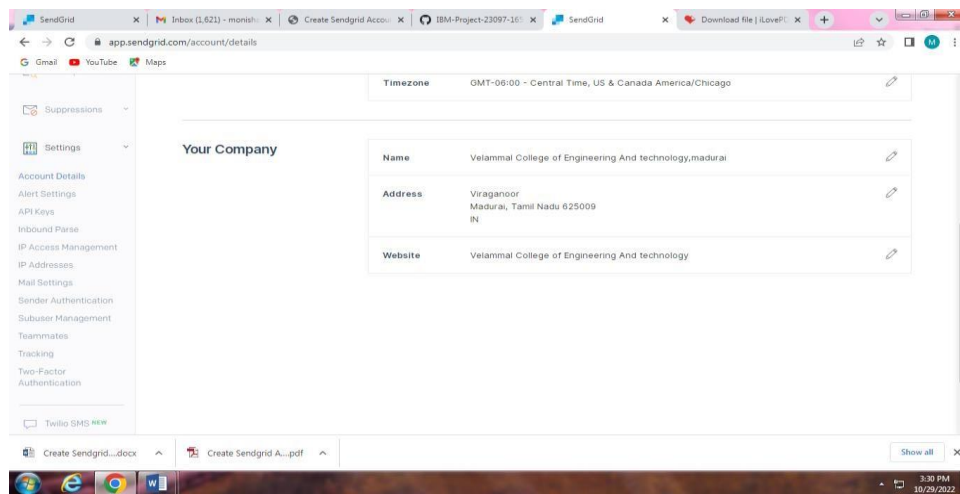 SendGrid
Inbox (1,621) - monish
Create Sendgrid Accou
IBM-Project-23097-165
SendGrid
Download file | iLoveP
app.sendgrid.com/account/details
M
Gmail
YouTube
Maps
Timezone
GMT-06:00 - Central Time, US & Canada America/Chicago
Suppressions
Settings
Account Details
Alert Settings
API Keys
Inbound Parse
IP Access Management
IP Addresses
Mail Settings
Sender Authentication
Subuser Management
Teammates
Tracking
Two-Factor
Authentication
Twilio SMS NEW
Your Company
Name
Velammal College of Engineering And technology,madurai
Address
Viraganoor
Madurai, Tamil Nadu 625009
IN
Website
Velammal College of Engineering And technology
Create Sendgrid....docx
Create Sendgrid A....pdf
Show all
3:30 PM
10/29/2022